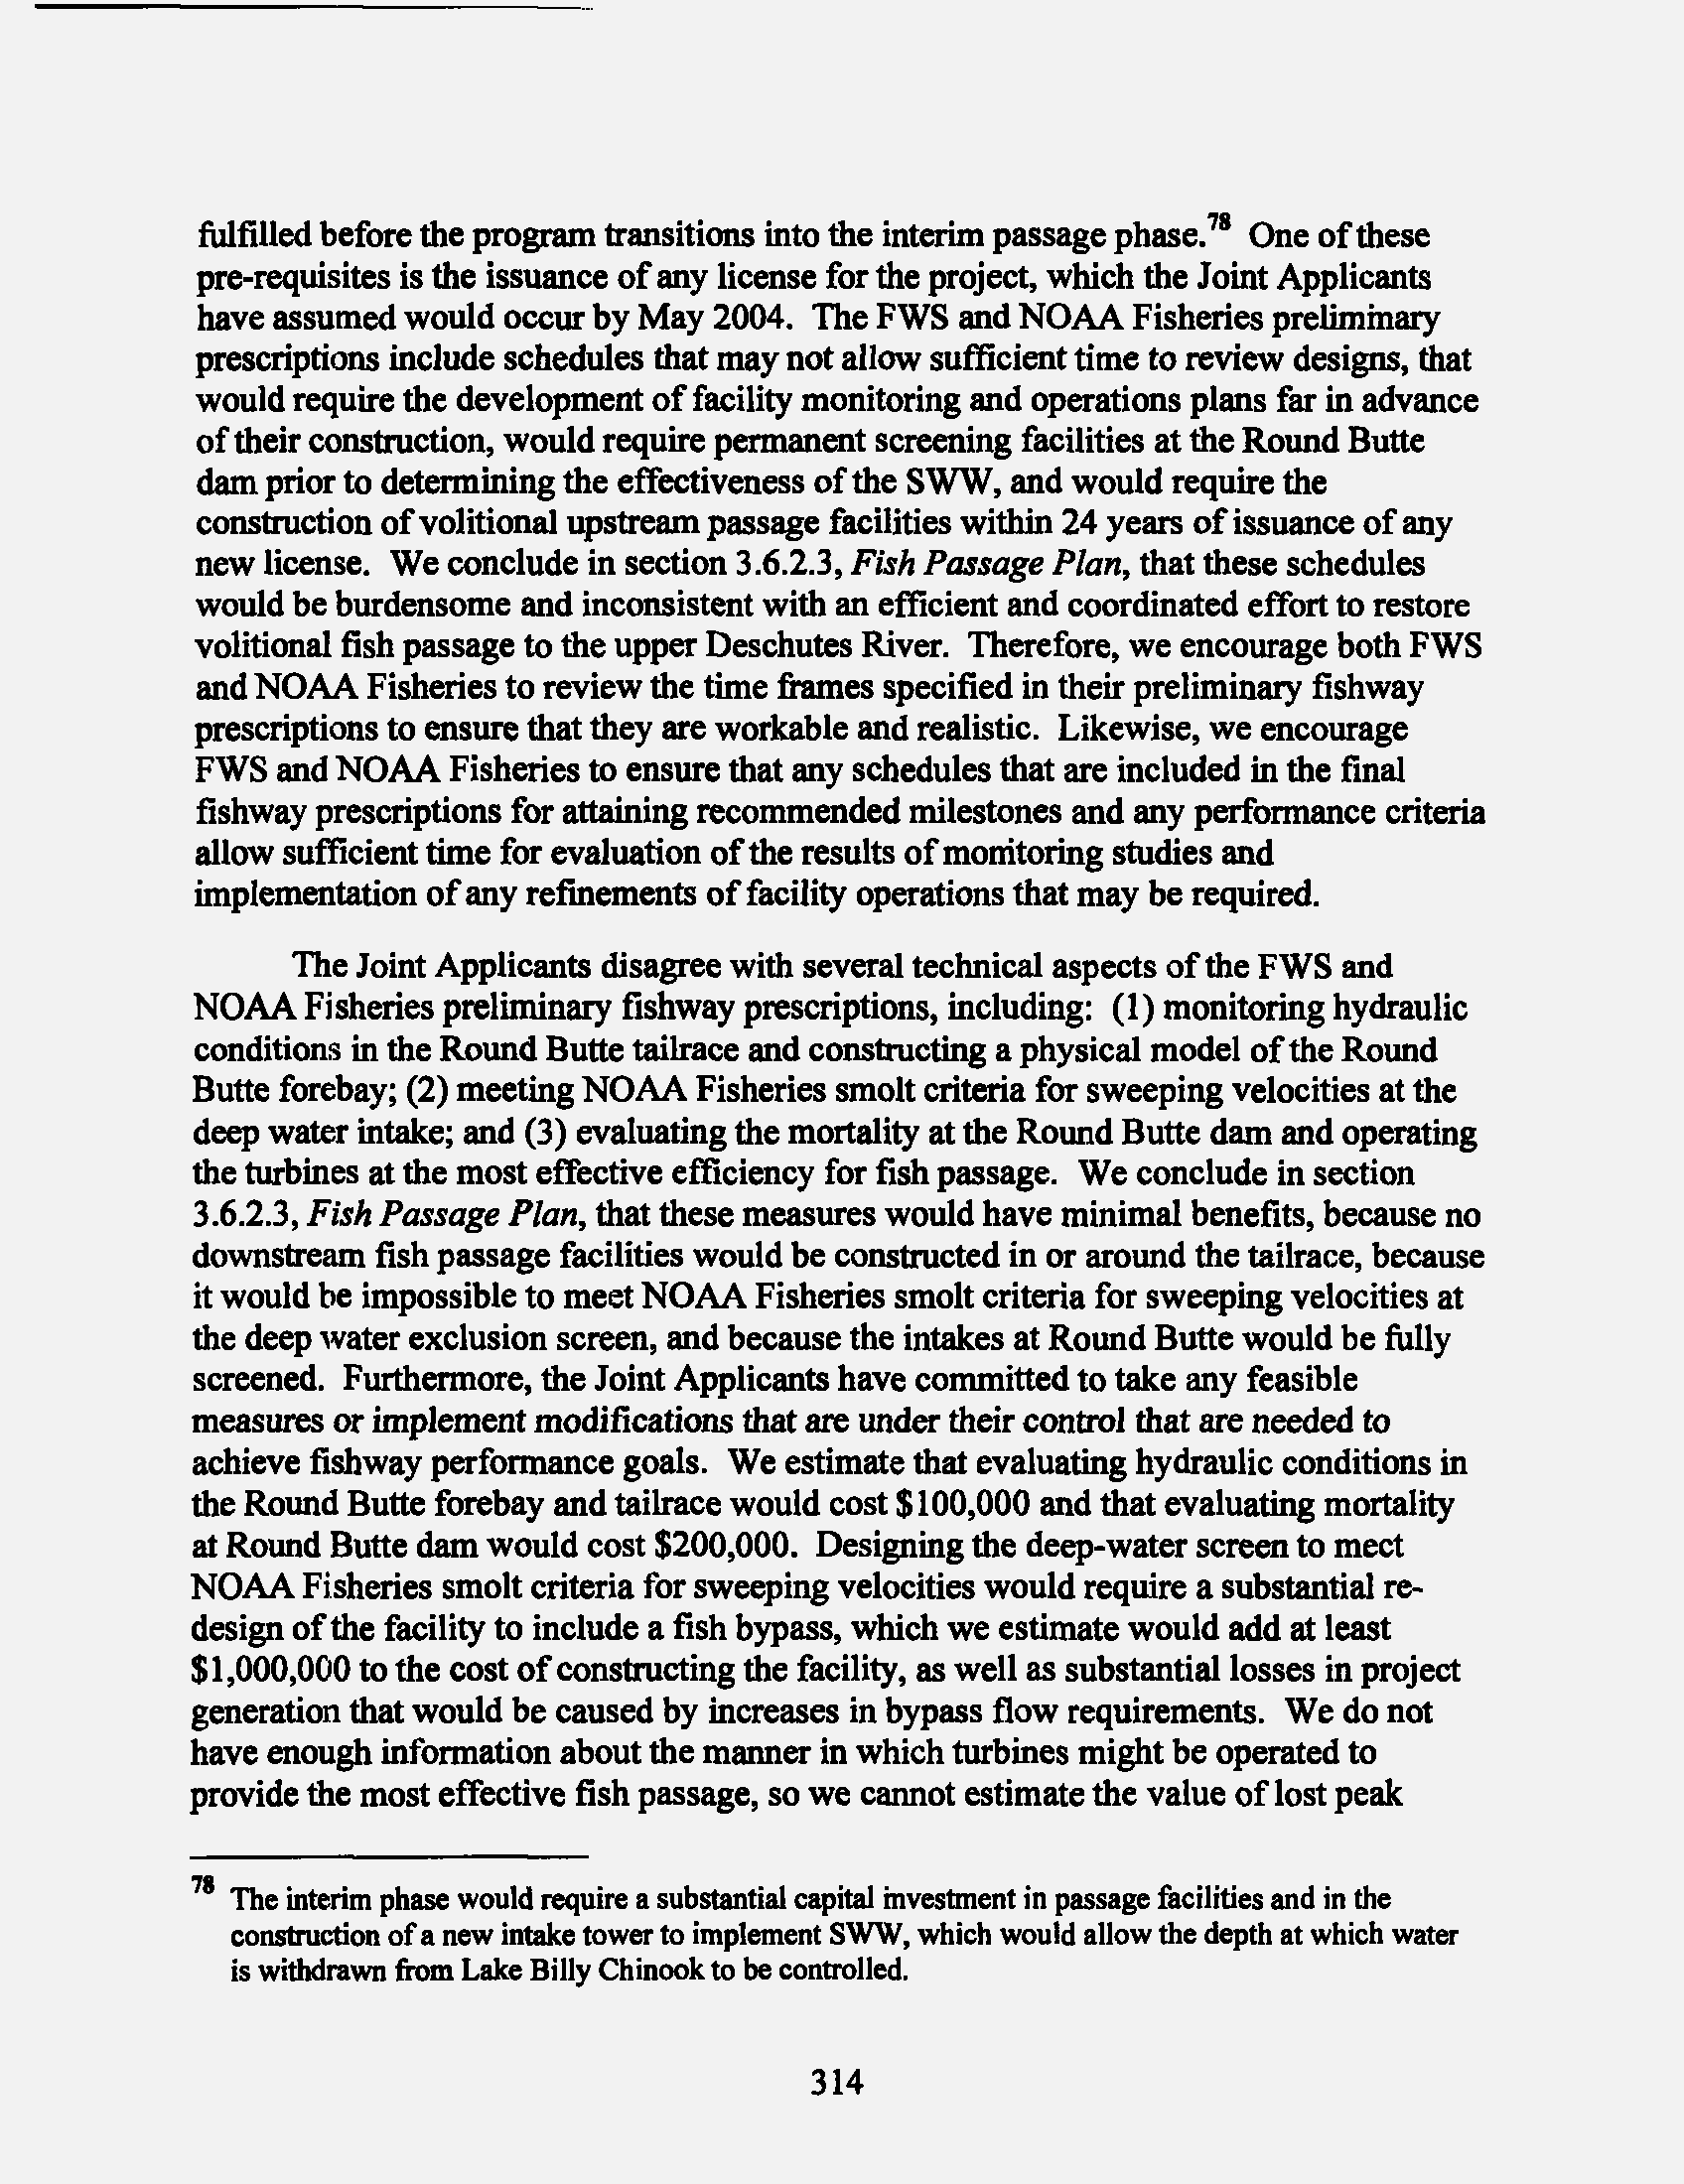 fulfilled before the program transitions into the interim passage phase.78 One of these
pre-requisites is the issuance of any license for the project, which the Joint Applicants
have assumed would occur by May 2004. The FWS and NOAA Fisheries preliminary
prescriptions include schedules that may not allow sufficient time to review designs, that
would require the development of facility monitoring and operations plans far in advance
of their construction, would require permanent screening facilities at the Round Butte
dam prior to determining the effectiveness of the SWW, and would require the
construction of volitional upstream passage facilities within 24 years of issuance of any
new license. We conclude in section 3.6.2.3, Fish Passage Plan, that these schedules
would be burdensome and inconsistent with an efficient and coordinated effort to restore
volitional fish passage to the upper Deschutes River. Therefore, we encourage both FWS
and NOAA Fisheries to review the time frames specified in their preliminary fishway
prescriptions to ensure that they are workable and realistic. Likewise, we encourage
FWS and NOAA Fisheries to ensure that any schedules that are included in the final
fishway prescriptions for attaining recommended milestones and any performance criteria
allow sufficient time for evaluation of the results of monitoring studies and
implementation of any refinements of facility operations that may be required.
The Joint Applicants disagree with several technical aspects of the FWS and
NOAA Fisheries preliminary fishway prescriptions, including: (1) monitoring hydraulic
conditions in the Round Butte tailrace and constructing a physical model of the Round
Butte forebay; (2) meeting NOAA Fisheries smolt criteria for sweeping velocities at the
deep water intake; and (3) evaluating the mortality at the Round Butte dam and operating
the turbines at the most effective efficiency for fish passage. We conclude in section
3.6.2.3, Fish Passage Plan, that these measures would have minimal benefits, because no
downstream fish passage facilities would be constructed in or around the tailrace, because
it would be impossible to meet NOAA Fisheries smolt criteria for sweeping velocities at
the deep water exclusion screen, and because the intakes at Round Butte would be fully
screened. Furthermore, the Joint Applicants have committed to take any feasible
measures or implement modifications that are under their control that are needed to
achieve fishway performance goals. We estimate that evaluating hydraulic conditions in
the Round Butte forebay and tailrace would cost $100,000 and that evaluating mortality
at Round Butte dam would cost $200,000. Designing the deep-water screen to meet
NOAA Fisheries smolt criteria for sweeping velocities would require a substantial re-
design of the facility to include a fish bypass, which we estimate would add at least
$1,000,000 to the cost of constructing the facility, as well as substantial losses in project
generation that would be caused by increases in bypass flow requirements. We do not
have enough information about the manner in which turbines might be operated to
provide the most effective fish passage, so we cannot estimate the value of lost peak
78 The interim phase would require a substantial capital investment in passage facilities and in the
construction of a new intake tower to implement SWW, which would allow the depth at which water
is withdrawn from Lake Billy Chinook to be controlled.
314